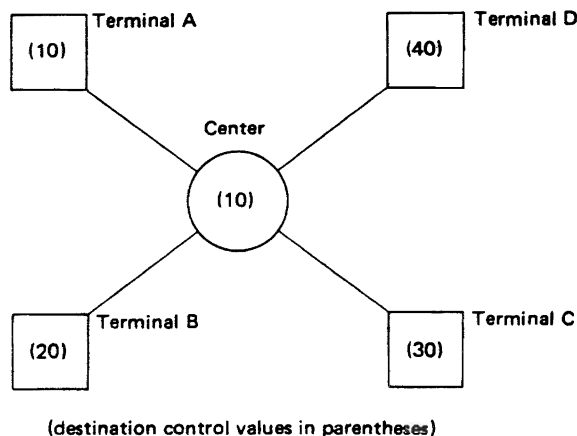 Terminal A
Terminal D
(10)
(40)
Center
(10)
Terminal B
Terminal C
(20)
(30)
(destination control values in parentheses)